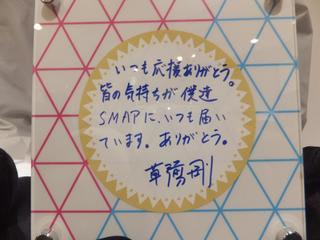 いつも応援ありがとう。
皆の気持ちが僕達
SMAPに、いつも届い
ています。ありがとう。
草彅剛